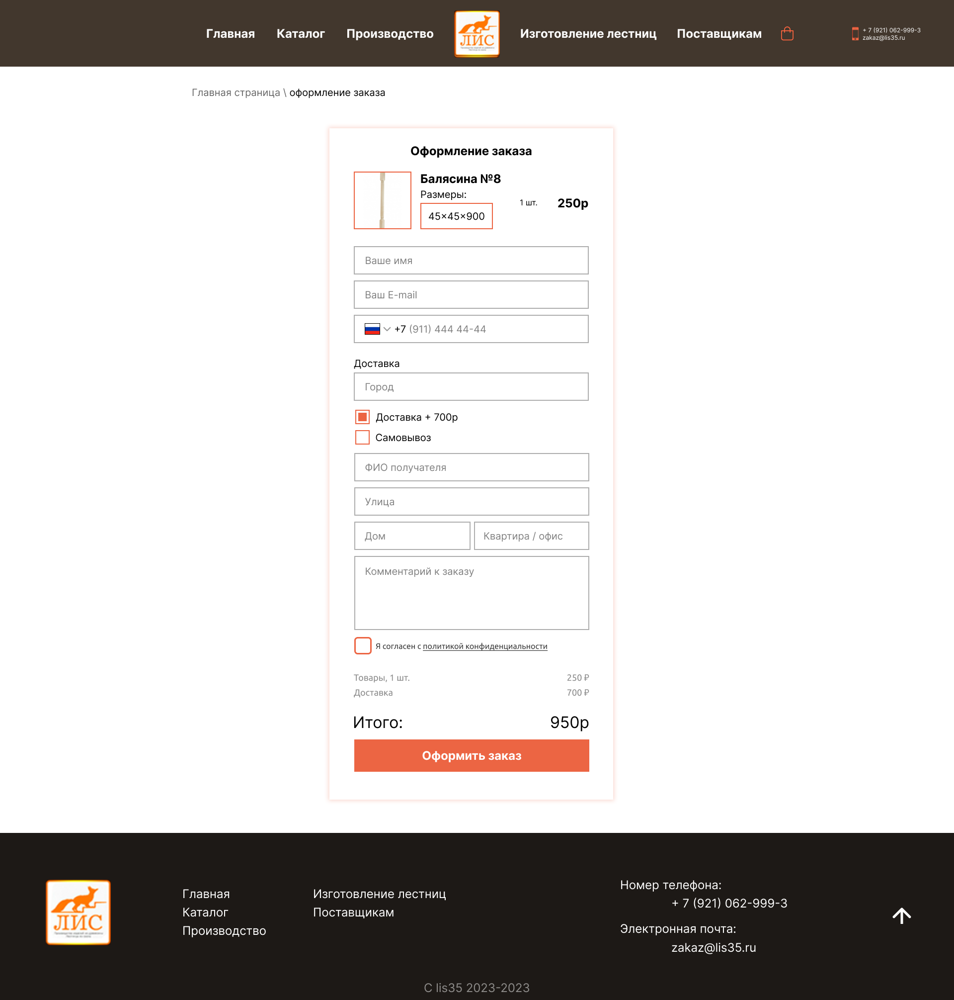 Главная Каталог Производство ЛИС Изготовление лестниц Поставщикам
+ 7 (921) 062-999-3
zakaz@lis35.ru
Главная страница \ оформление заказа
Оформление заказа
Балясина №8
Размеры:
45×45×900
1 шт. 250р
Ваше имя
Ваш E-mail
+7 (911) 444 44-44
Доставка
Город
Доставка + 700р
Самовывоз
ФИО получателя
Улица
Дом Квартира / офис
Комментарий к заказу
Я согласен с политикой конфиденциальности
Товары, 1 шт. 250 ₽
Доставка 700 ₽
Итого: 950р
Оформить заказ
ЛИС
Главная
Каталог
Производство
Изготовление лестниц
Поставщикам
Номер телефона:
+ 7 (921) 062-999-3
Электронная почта:
zakaz@lis35.ru
C lis35 2023-2023